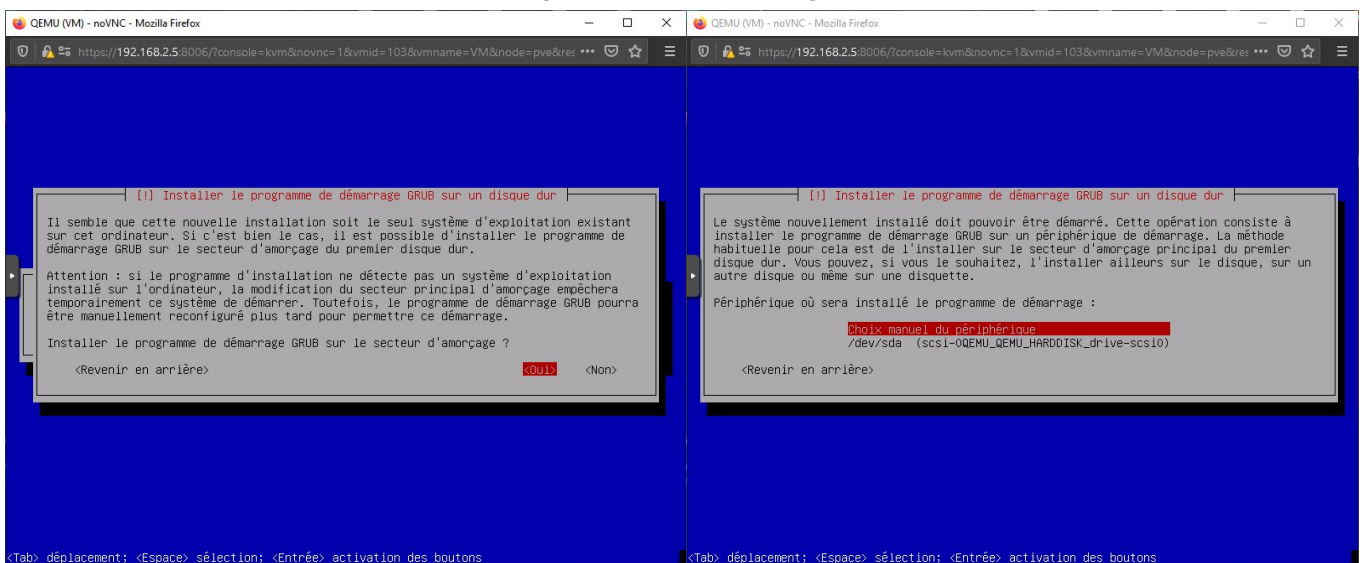 QEMU (VM) - noVNC - Mozilla Firefox
https://192.168.2.5:8006/?console=kvm&novnc=1&vmid=103&vmname=VM&node=pve&res
[!] Installer le programme de démarrage GRUB sur un disque dur
Il semble que cette nouvelle installation soit le seul système d'exploitation existant
sur cet ordinateur. Si c'est bien le cas, il est possible d'installer le programme de
démarrage GRUB sur le secteur d'amorçage du premier disque dur.
Attention : si le programme d'installation ne détecte pas un système d'exploitation
installé sur l'ordinateur, la modification du secteur principal d'amorçage empêchera
temporairement ce système de démarrer. Toutefois, le programme de démarrage GRUB pourra
être manuellement reconfiguré plus tard pour permettre ce démarrage.
Installer le programme de démarrage GRUB sur le secteur d'amorçage ?
<Revenir en arrière> <Oui> <Non>
<Tab> déplacement; <Espace> sélection; <Entrée> activation des boutons
QEMU (VM) - noVNC - Mozilla Firefox
https://192.168.2.5:8006/?console=kvm&novnc=1&vmid=103&vmname=VM&node=pve&res
[!] Installer le programme de démarrage GRUB sur un disque dur
Le système nouvellement installé doit pouvoir être démarré. Cette opération consiste à
installer le programme de démarrage GRUB sur un périphérique de démarrage. La méthode
habituelle pour cela est de l'installer sur le secteur d'amorçage principal du premier
disque dur. Vous pouvez, si vous le souhaitez, l'installer ailleurs sur le disque, sur un
autre disque ou même sur une disquette.
Périphérique où sera installé le programme de démarrage :
Choix manuel du périphérique
/dev/sda (scsi-0QEMU_QEMU_HARDDISK_drive-scsi0)
<Revenir en arrière>
<Tab> déplacement; <Espace> sélection; <Entrée> activation des boutons